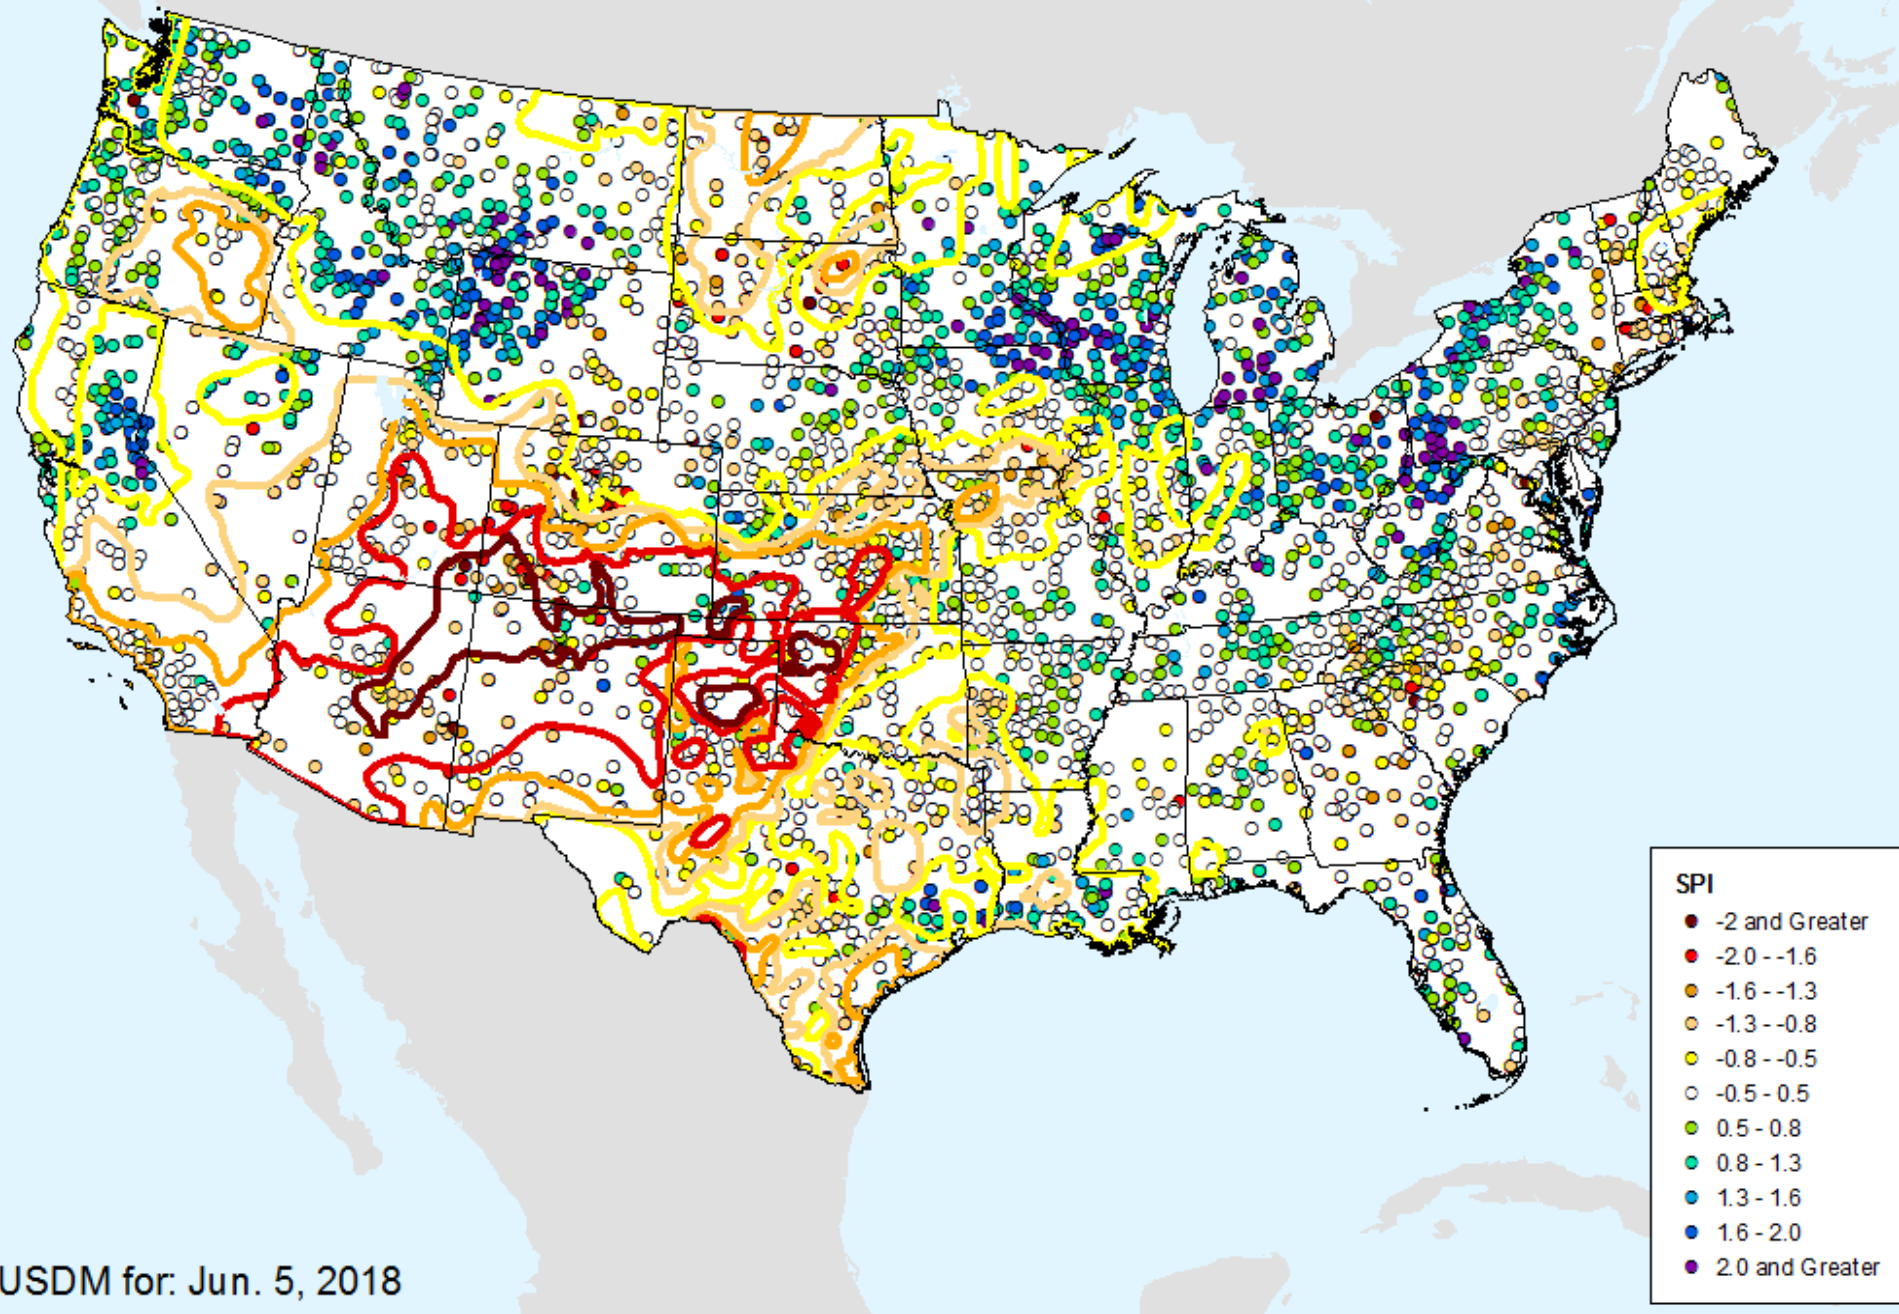 SPI
-2 and Greater
-2.0 - -1.6
-1.6 - -1.3
-1.3 - -0.8
-0.8 - -0.5
-0.5 - 0.5
0.5 - 0.8
0.8 - 1.3
1.3 - 1.6
1.6 - 2.0
2.0 and Greater
USDM for: Jun. 5, 2018